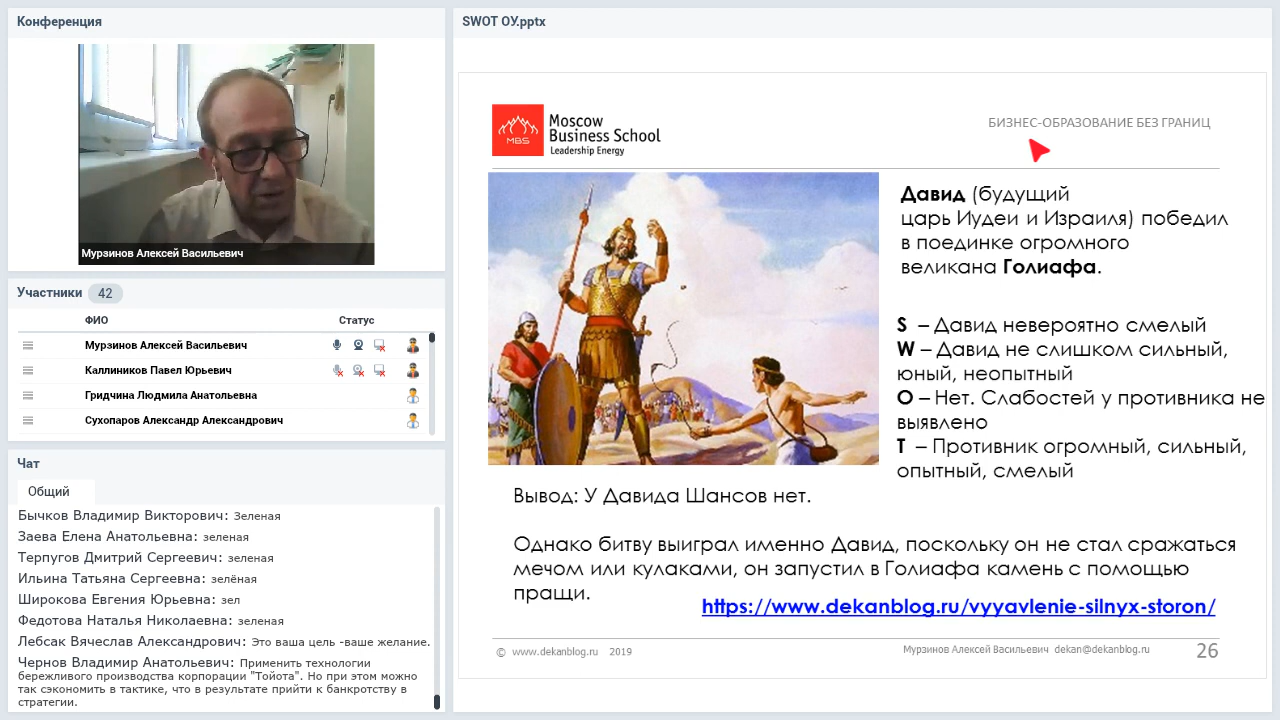 Конференция
Мурзинов Алексей Васильевич
Участники 42
ФИО Статус
Мурзинов Алексей Васильевич
Каллиников Павел Юрьевич
Гридчина Людмила Анатольевна
Сухопаров Александр Александрович
Чат
Общий
Бычков Владимир Викторович: Зеленая
Заева Елена Анатольевна: зеленая
Терпугов Дмитрий Сергеевич: зеленая
Ильина Татьяна Сергеевна: зелёная
Широкова Евгения Юрьевна: зел
Федотова Наталья Николаевна: зеленая
Лебсак Вячеслав Александрович: Это ваша цель -ваше желание.
Чернов Владимир Анатольевич: Применить технологии
бережливого производства корпорации "Тойота". Но при этом можно
так сэкономить в тактике, что в результате прийти к банкротству в
стратегии.
SWOT ОУ.pptx
MBS
Moscow
Business School
Leadership Energy
БИЗНЕС-ОБРАЗОВАНИЕ БЕЗ ГРАНИЦ
Давид (будущий
царь Иудеи и Израиля) победил
в поединке огромного
великана Голиафа.
S – Давид невероятно смелый
W – Давид не слишком сильный,
юный, неопытный
O – Нет. Слабостей у противника не
выявлено
T – Противник огромный, сильный,
опытный, смелый
Вывод: У Давида Шансов нет.
Однако битву выиграл именно Давид, поскольку он не стал сражаться
мечом или кулаками, он запустил в Голиафа камень с помощью
пращи.
https://www.dekanblog.ru/vyyavlenie-silnyx-storon/
© www.dekanblog.ru 2019
Мурзинов Алексей Васильевич dekan@dekanblog.ru
26